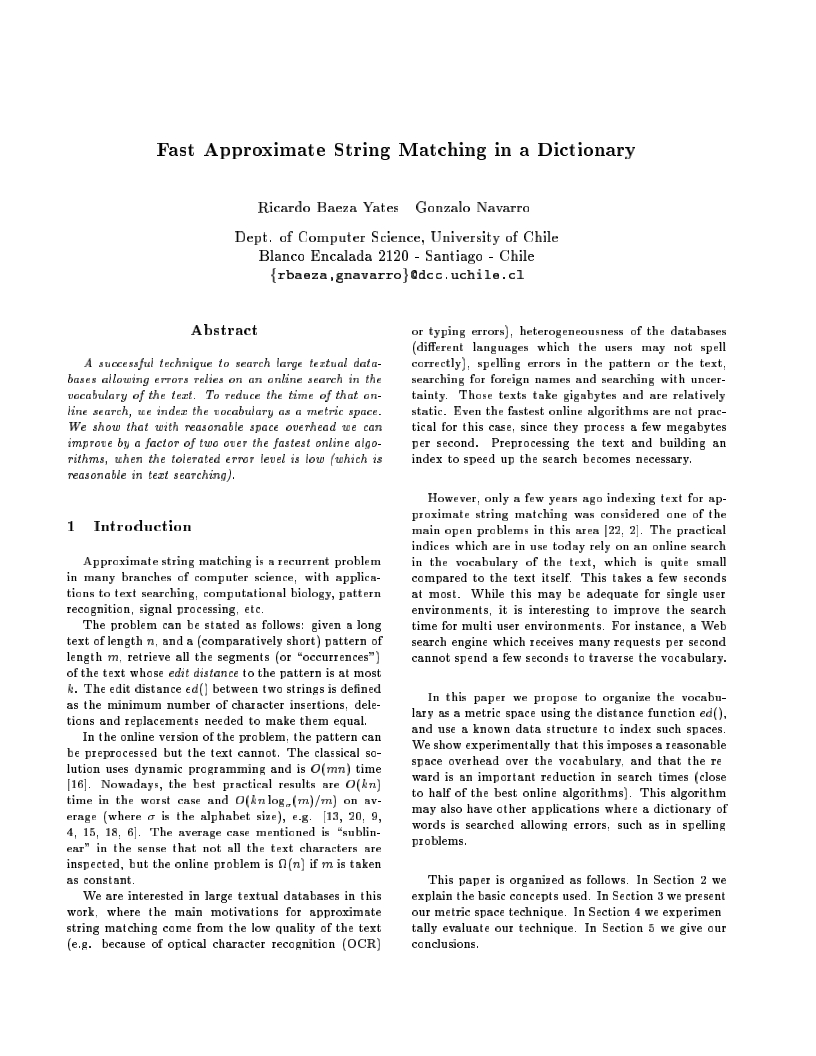 Fast Approximate String Matching in a Dictionary
Ricardo Baeza Yates Gonzalo Navarro
Dept. of Computer Science, University of Chile
Blanco Encalada 2120 - Santiago - Chile
{rbaeza,gnavarro}@dcc.uchile.cl
Abstract
A successful technique to search large textual data-
bases allowing errors relies on an online search in the
vocabulary of the text. To reduce the time of that on-
line search, we index the vocabulary as a metric space.
We show that with reasonable space overhead we can
improve by a factor of two over the fastest online algo-
rithms, when the tolerated error level is low (which is
reasonable in text searching).
1 Introduction
Approximate string matching is a recurrent problem
in many branches of computer science, with applica-
tions to text searching, computational biology, pattern
recognition, signal processing, etc.
The problem can be stated as follows: given a long
text of length n, and a (comparatively short) pattern of
length m, retrieve all the segments (or “occurrences”)
of the text whose edit distance to the pattern is at most
k. The edit distance ed() between two strings is defined
as the minimum number of character insertions, dele-
tions and replacements needed to make them equal.
In the online version of the problem, the pattern can
be preprocessed but the text cannot. The classical so-
lution uses dynamic programming and is O(mn) time
[16]. Nowadays, the best practical results are O(kn)
time in the worst case and O(kn log_σ(m)/m) on av-
erage (where σ is the alphabet size), e.g. [13, 20, 9,
4, 15, 18, 6]. The average case mentioned is “sublin-
ear” in the sense that not all the text characters are
inspected, but the online problem is Ω(n) if m is taken
as constant.
We are interested in large textual databases in this
work, where the main motivations for approximate
string matching come from the low quality of the text
(e.g. because of optical character recognition (OCR)
or typing errors), heterogeneousness of the databases
(different languages which the users may not spell
correctly), spelling errors in the pattern or the text,
searching for foreign names and searching with uncer-
tainty. Those texts take gigabytes and are relatively
static. Even the fastest online algorithms are not prac-
tical for this case, since they process a few megabytes
per second. Preprocessing the text and building an
index to speed up the search becomes necessary.
However, only a few years ago indexing text for ap-
proximate string matching was considered one of the
main open problems in this area [22, 2]. The practical
indices which are in use today rely on an online search
in the vocabulary of the text, which is quite small
compared to the text itself. This takes a few seconds
at most. While this may be adequate for single user
environments, it is interesting to improve the search
time for multi user environments. For instance, a Web
search engine which receives many requests per second
cannot spend a few seconds to traverse the vocabulary.
In this paper we propose to organize the vocabu-
lary as a metric space using the distance function ed(),
and use a known data structure to index such spaces.
We show experimentally that this imposes a reasonable
space overhead over the vocabulary, and that the re
ward is an important reduction in search times (close
to half of the best online algorithms). This algorithm
may also have other applications where a dictionary of
words is searched allowing errors, such as in spelling
problems.
This paper is organized as follows. In Section 2 we
explain the basic concepts used. In Section 3 we present
our metric space technique. In Section 4 we experimen
tally evaluate our technique. In Section 5 we give our
conclusions.